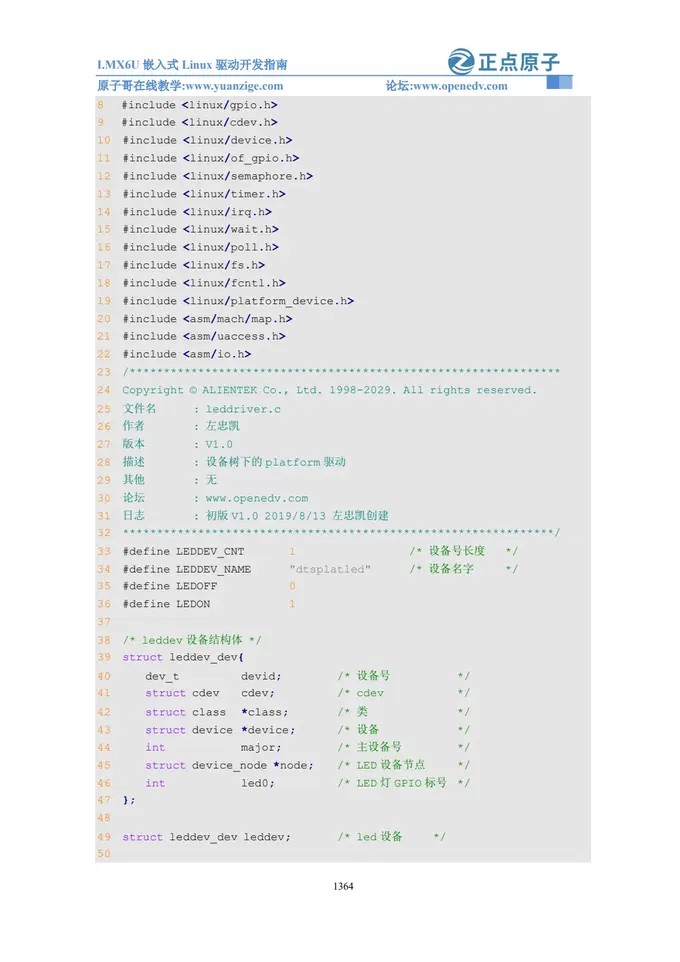 I.MX6U 嵌入式 Linux 驱动开发指南
正点原子
原子哥在线教学:www.yuanzige.com 论坛:www.openedv.com
8 #include <linux/gpio.h>
9 #include <linux/cdev.h>
10 #include <linux/device.h>
11 #include <linux/of_gpio.h>
12 #include <linux/semaphore.h>
13 #include <linux/timer.h>
14 #include <linux/irq.h>
15 #include <linux/wait.h>
16 #include <linux/poll.h>
17 #include <linux/fs.h>
18 #include <linux/fcntl.h>
19 #include <linux/platform_device.h>
20 #include <asm/mach/map.h>
21 #include <asm/uaccess.h>
22 #include <asm/io.h>
23 /***************************************************************
24 Copyright © ALIENTEK Co., Ltd. 1998-2029. All rights reserved.
25 文件名 : leddriver.c
26 作者 : 左忠凯
27 版本 : V1.0
28 描述 : 设备树下的 platform 驱动
29 其他 : 无
30 论坛 : www.openedv.com
31 日志 : 初版 V1.0 2019/8/13 左忠凯创建
32 ***************************************************************/
33 #define LEDDEV_CNT 1 /* 设备号长度 */
34 #define LEDDEV_NAME "dtsplatled" /* 设备名字 */
35 #define LEDOFF 0
36 #define LEDON 1
37
38 /* leddev 设备结构体 */
39 struct leddev_dev{
40 dev_t devid; /* 设备号 */
41 struct cdev cdev; /* cdev */
42 struct class *class; /* 类 */
43 struct device *device; /* 设备 */
44 int major; /* 主设备号 */
45 struct device_node *node; /* LED 设备节点 */
46 int led0; /* LED 灯 GPIO 标号 */
47 };
48
49 struct leddev_dev leddev; /* led 设备 */
50
1364